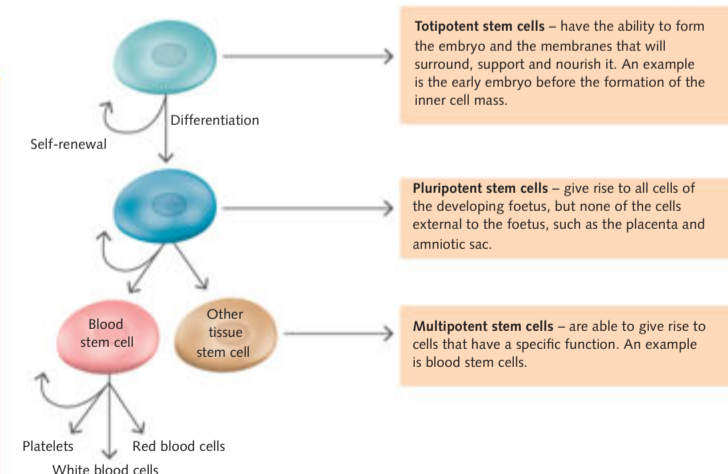 Totipotent stem cells – have the ability to form
the embryo and the membranes that will
surround, support and nourish it. An example
is the early embryo before the formation of the
inner cell mass.
Differentiation
Self-renewal
Pluripotent stem cells – give rise to all cells of
the developing foetus, but none of the cells
external to the foetus, such as the placenta and
amniotic sac.
Blood
stem cell
Other
tissue
stem cell
Multipotent stem cells – are able to give rise to
cells that have a specific function. An example
is blood stem cells.
Platelets
Red blood cells
White blood cells